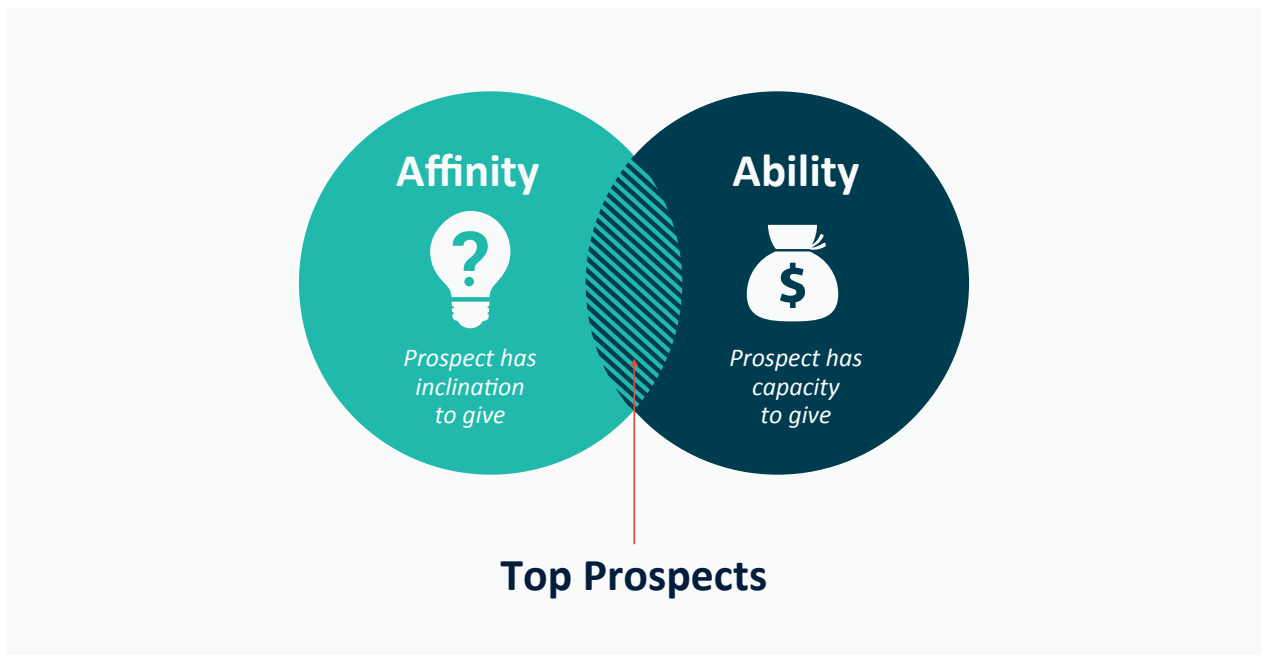 Affinity
?
Prospect has
inclination
to give
Ability
$
Prospect has
capacity
to give
Top Prospects